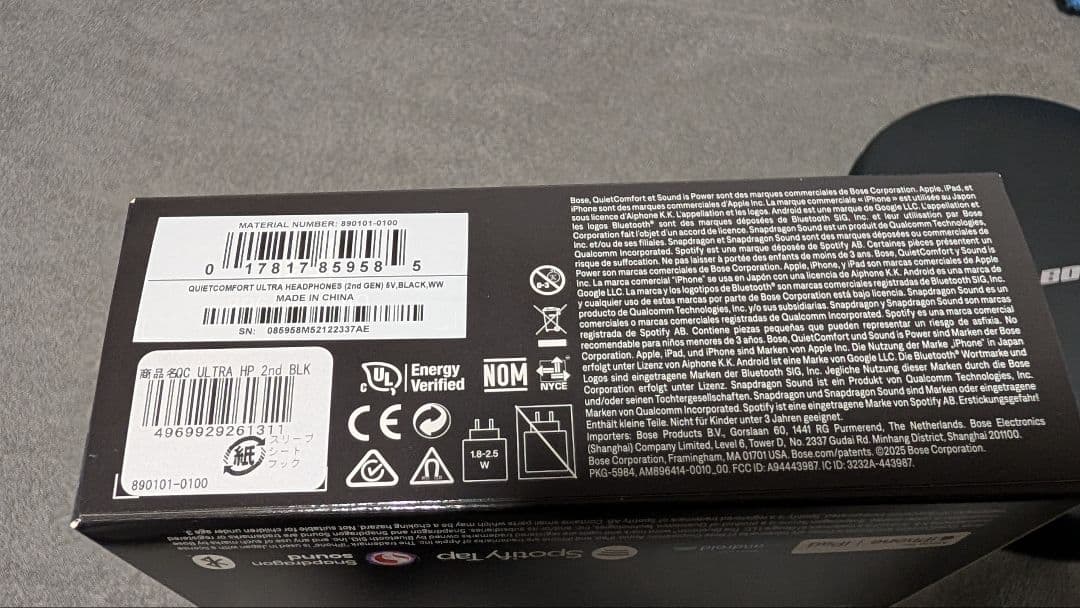 MATERIAL NUMBER: 890101-0100
0 17817 85958 5
QUIETCOMFORT ULTRA HEADPHONES (2nd GEN) 5V,BLACK,WW
MADE IN CHINA
SN: 085958M52122337AE
商品名QC ULTRA HP 2nd BLK
4969929261311
紙
スリーブ
シート
フック
890101-0100
c UL Energy
Verified
NOM
NYCE
CE
1.8-2.5
W
0-3
Bose, QuietComfort et Sound is Power sont des marques commerciales de Bose Corporation. Apple, iPad, et
iPhone sont des marques commerciales d'Apple Inc. La marque commerciale « iPhone » est utilisée au Japon
sous licence d'Aiphone K.K. L'appellation et les logos. Android est une marque de Google LLC. L'appellation et
les logos Bluetooth® sont des marques déposées de Bluetooth SIG, Inc. et leur utilisation par Bose
Corporation fait l'objet d'un accord de licence. Snapdragon Sound est un produit de Qualcomm Technologies,
Inc. et/ou de ses filiales. Snapdragon et Snapdragon Sound sont des marques déposées ou commerciales de
Qualcomm Incorporated. Spotify est une marque déposée de Spotify AB. Certaines pièces présentent un
risque de suffocation. Ne pas laisser à portée des enfants de moins de 3 ans. Bose, QuietComfort y Sound is
Power son marcas comerciales de Bose Corporation. Apple, iPhone, y iPad son marcas comerciales de Apple
Inc. La marca comercial "iPhone" se usa en Japón con una licencia de Aiphone K.K. Android es una marca de
Google LLC. La marca y los logotipos de Bluetooth® son marcas comerciales registradas de Bluetooth SIG, Inc.
y cualquier uso de estas marcas por parte de Bose Corporation está bajo licencia. Snapdragon Sound es un
producto de Qualcomm Technologies, Inc. y/o sus subsidiarias. Snapdragon y Snapdragon Sound son marcas
comerciales o marcas comerciales registradas de Qualcomm Incorporated. Spotify es una marca comercial
registrada de Spotify AB. Contiene piezas pequeñas que pueden representar un riesgo de asfixia. No
recomendable para niños menores de 3 años. Bose, QuietComfort und Sound is Power sind Marken der Bose
Corporation. Apple, iPad, und iPhone sind Marken von Apple Inc. Die Nutzung der Marke „iPhone" in Japan
erfolgt unter Lizenz von Aiphone K.K. Android ist eine Marke von Google LLC. Die Bluetooth® Wortmarke und
Logos sind eingetragene Marken der Bluetooth SIG, Inc. Jegliche Nutzung dieser Marken durch die Bose
Corporation erfolgt unter Lizenz. Snapdragon Sound ist ein Produkt von Qualcomm Technologies, Inc.
und/oder seinen Tochtergesellschaften. Snapdragon und Snapdragon Sound sind Marken oder eingetragene
Marken von Qualcomm Incorporated. Spotify ist eine eingetragene Marke von Spotify AB. Erstickungsgefahr!
Enthält kleine Teile. Nicht für Kinder unter 3 Jahren geeignet.
Importers: Bose Products B.V., Gorslaan 60, 1441 RG Purmerend, The Netherlands. Bose Electronics
(Shanghai) Company Limited, Level 6, Tower D, No. 2337 Gudai Rd. Minhang District, Shanghai 201100.
Bose Corporation, Framingham, MA 01701 USA. Bose.com/patents. ©2025 Bose Corporation.
PKG-5984, AM896414-0010_00. FCC ID: A94443987. IC ID: 3232A-443987.
Snapdragon
sound
Spotify Tap
android
BO